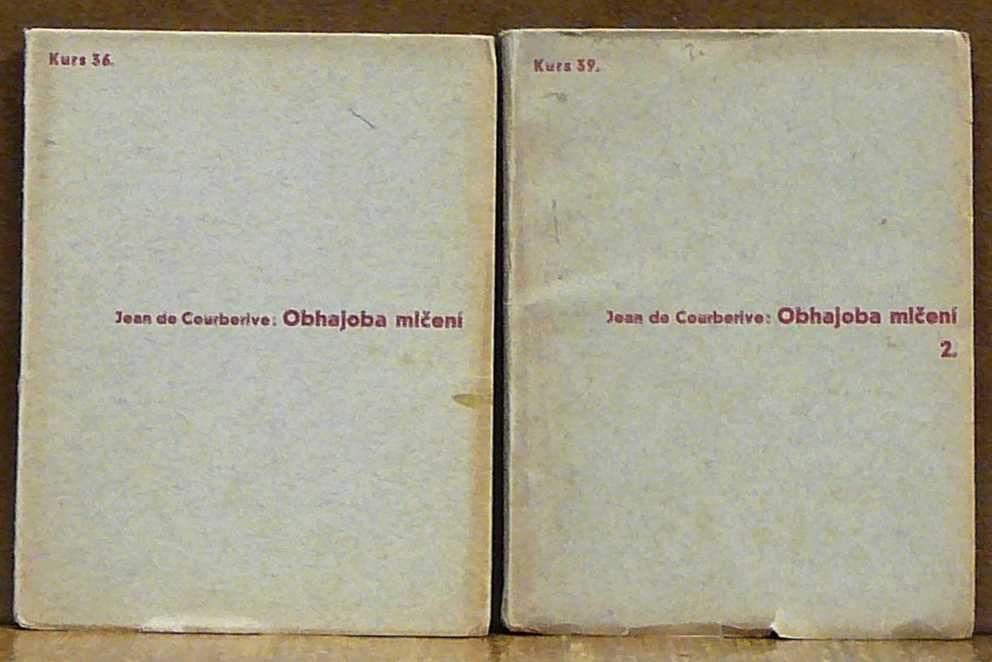 Kurs 36.
Jean de Courberive: Obhajoba mlčení
Kurs 39.
Jean de Courberive: Obhajoba mlčení
2.